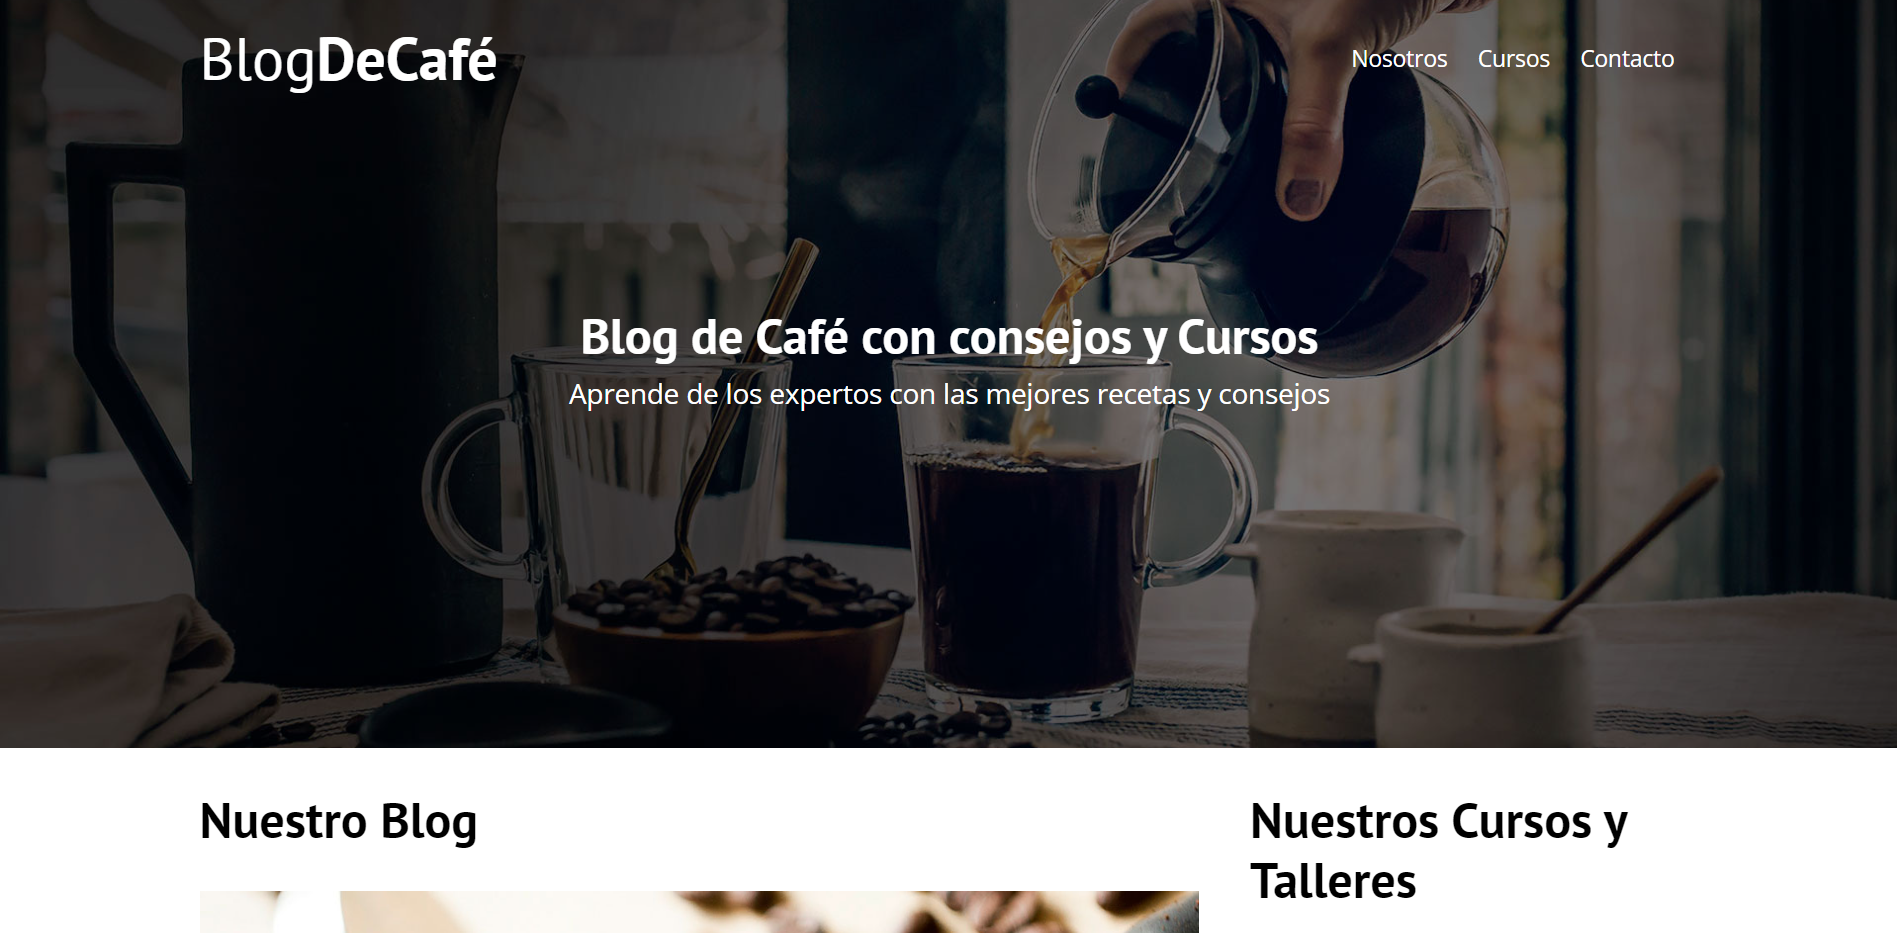 BlogDeCafé
Nosotros Cursos Contacto
Blog de Café con consejos y Cursos
Aprende de los expertos con las mejores recetas y consejos
Nuestro Blog
Nuestros Cursos y
Talleres